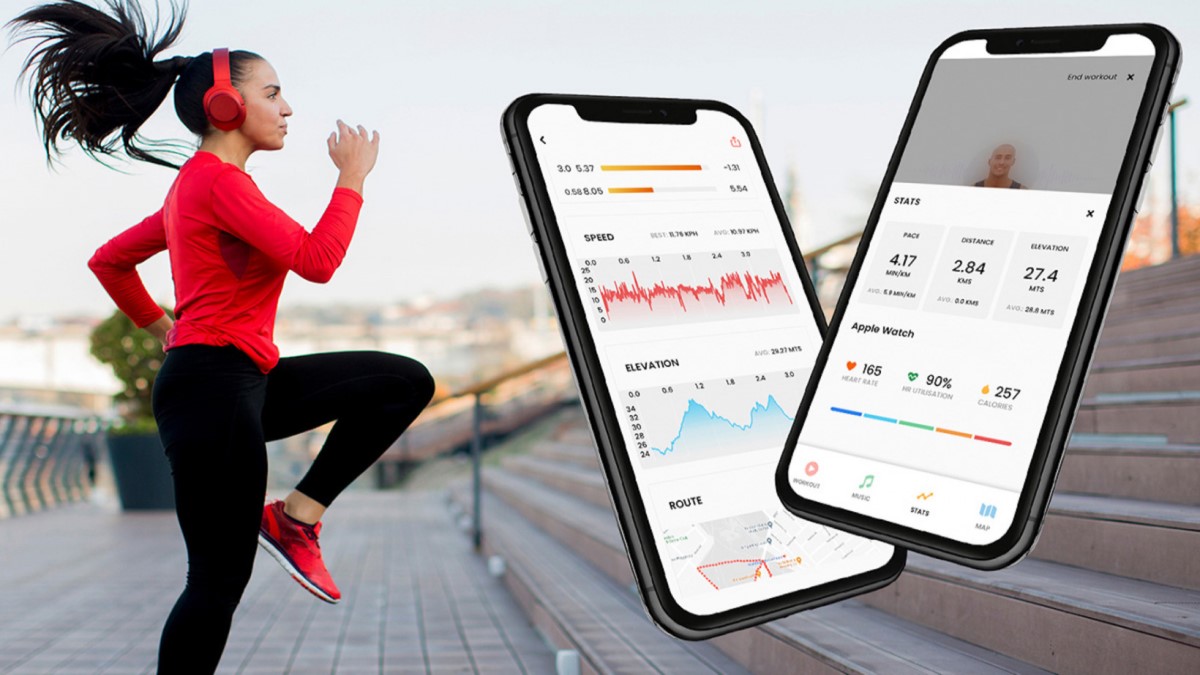 3.0 5.37 -1.31
0.58 8.05 5.54
SPEED BEST: 11.76 KPH AVG: 10.97 KPH
0.0 0.6 1.2 1.8 2.4 3.0
25
20
15
10
5
0
ELEVATION AVG: 29.37 MTS
0.0 0.6 1.2 1.8 2.4 3.0
34
32
30
28
26
24
ROUTE
End workout ×
STATS ×
PACE DISTANCE ELEVATION
4.17 2.84 27.4
MIN/KM KMS MTS
AVG: 5.9 MIN/KM AVG: 0.0 KMS AVG: 28.8 MTS
Apple Watch
165 90% 257
HEART RATE HR UTILISATION CALORIES
WORKOUT MUSIC STATS MAP